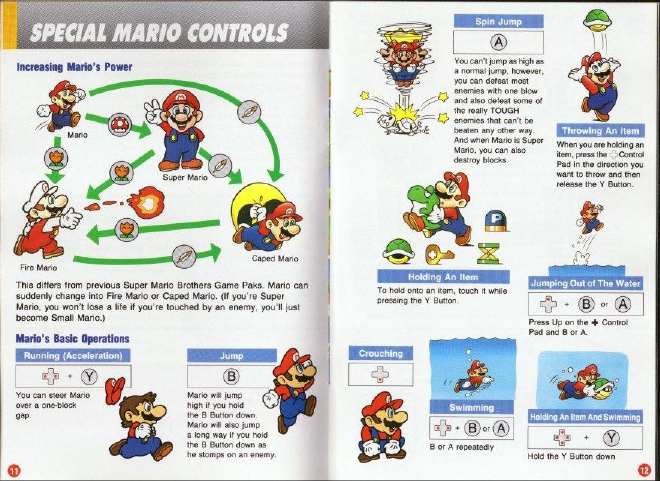 SPECIAL MARIO CONTROLS
Increasing Mario's Power
Mario
Super Mario
Fire Mario
Caped Mario
This differs from previous Super Mario Brothers Game Paks. Mario can
suddenly change into Fire Mario or Caped Mario. (If you're Super
Mario, you won't lose a life if you're touched by an enemy, you'll just
become Small Mario.)
Mario's Basic Operations
Running (Acceleration)
+ Y
You can steer Mario
over a one-block
gap.
Jump
B
Mario will jump
high if you hold
the B Button down.
Mario will also jump
a long way if you hold
the B Button down as
he stomps on an enemy.
11
Spin Jump
A
You can't jump as high as
a normal jump, however,
you can defeat most
enemies with one blow
and also defeat some of
the really TOUGH
enemies that can't be
beaten any other way.
And when Mario is Super
Mario, you can also
destroy blocks.
Throwing An Item
When you are holding an
item, press the Control
Pad in the direction you
want to throw and then
release the Y Button.
P
Holding An Item
To hold onto an item, touch it while
pressing the Y Button.
Jumping Out of The Water
+ B or A
Press Up on the Control
Pad and B or A.
Crouching
Swimming
+ B or A
B or A repeatedly
Holding An Item And Swimming
+ Y
Hold the Y Button down
12